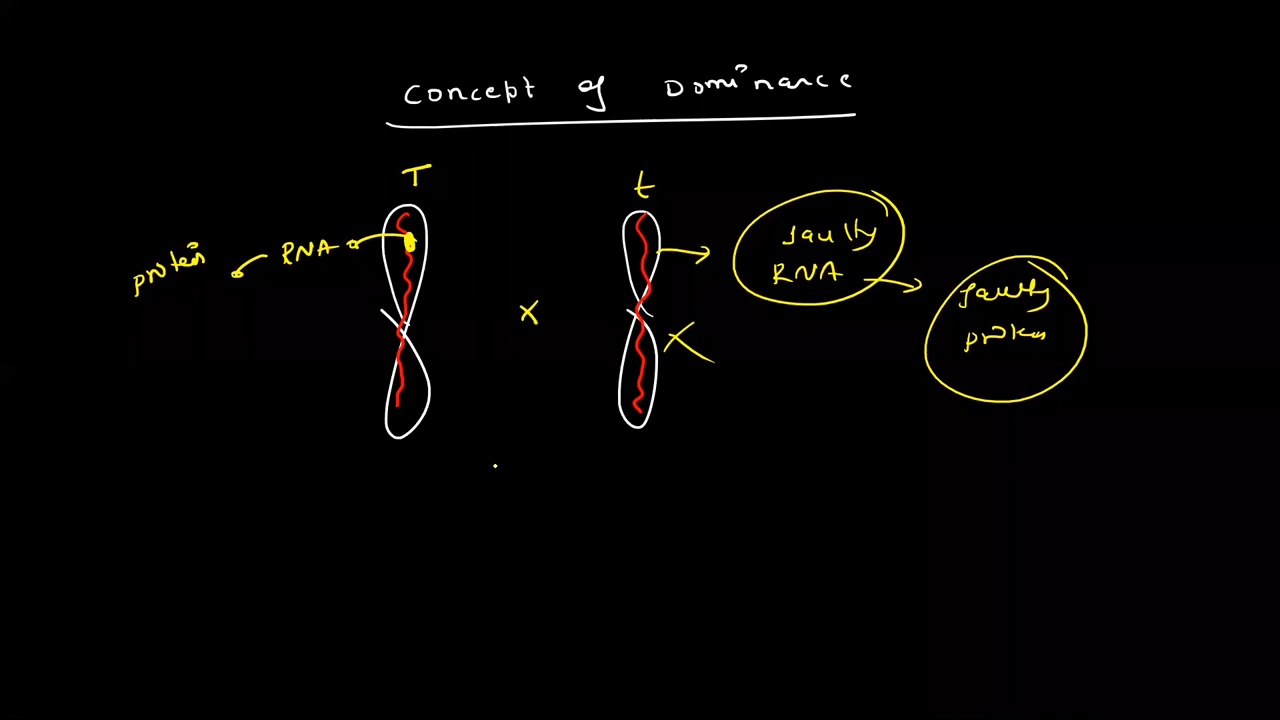 Concept of Dominance
T
t
protein RNA
x
faulty
RNA
faulty
protein